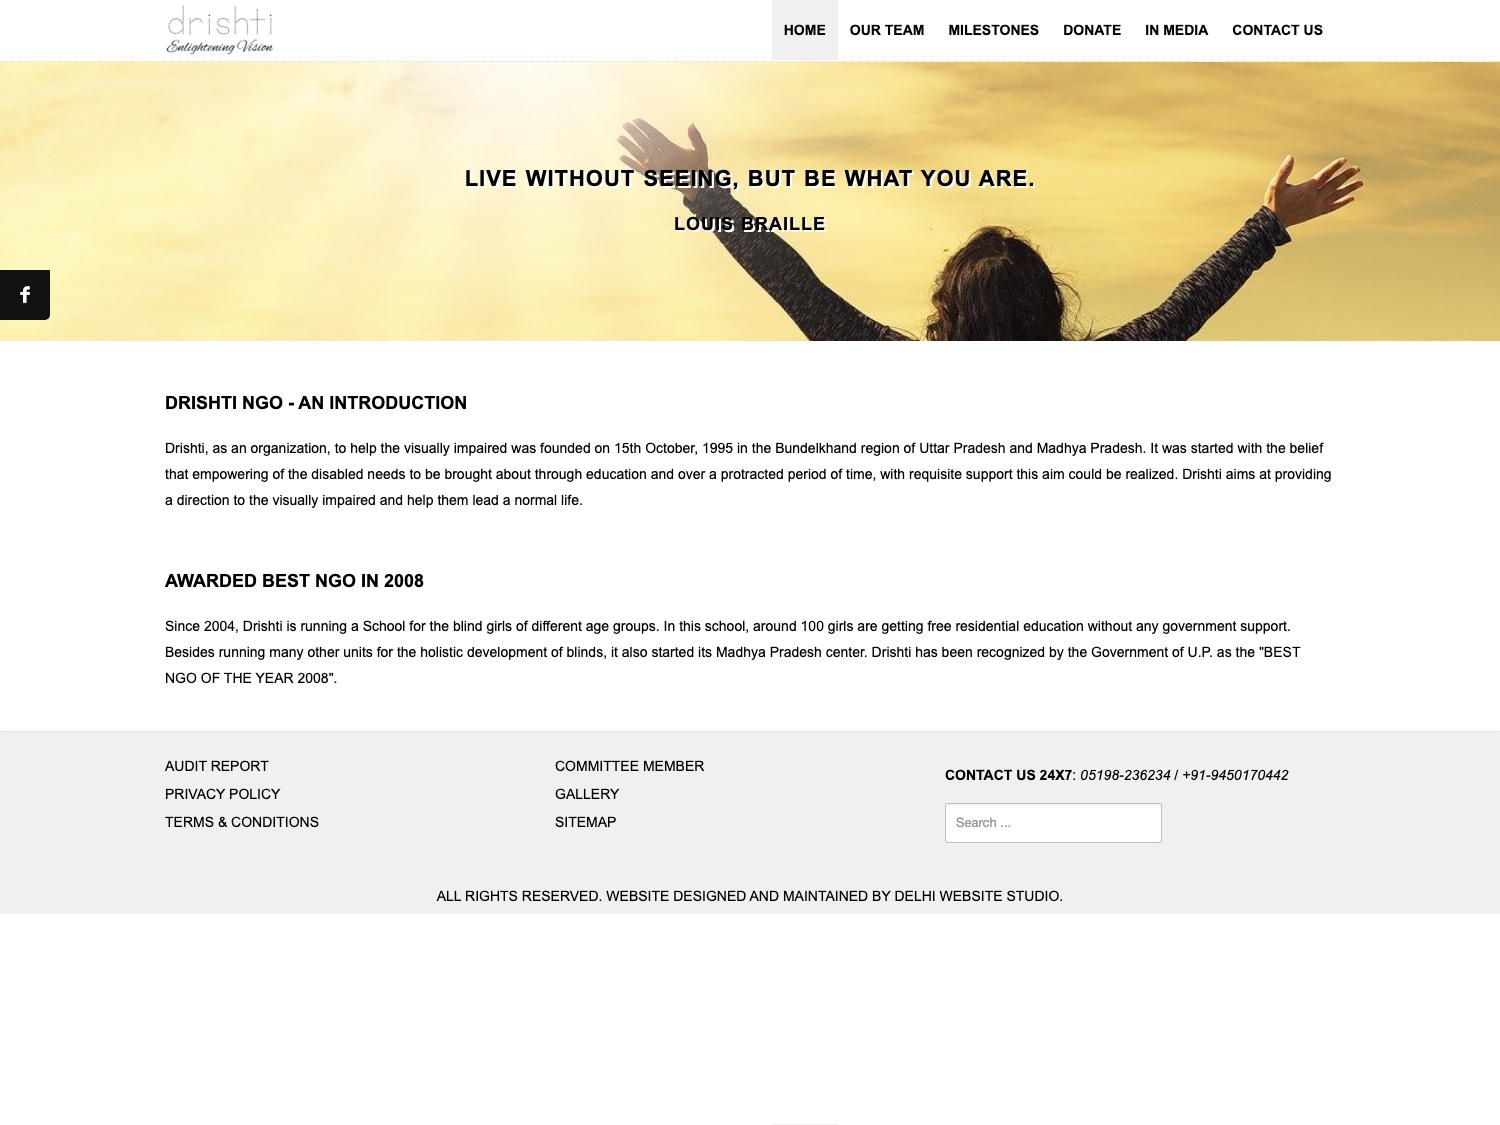 drishti
Enlightening Vision
HOME OUR TEAM MILESTONES DONATE IN MEDIA CONTACT US
LIVE WITHOUT SEEING, BUT BE WHAT YOU ARE.
LOUIS BRAILLE
f
DRISHTI NGO - AN INTRODUCTION
Drishti, as an organization, to help the visually impaired was founded on 15th October, 1995 in the Bundelkhand region of Uttar Pradesh and Madhya Pradesh. It was started with the belief
that empowering of the disabled needs to be brought about through education and over a protracted period of time, with requisite support this aim could be realized. Drishti aims at providing
a direction to the visually impaired and help them lead a normal life.
AWARDED BEST NGO IN 2008
Since 2004, Drishti is running a School for the blind girls of different age groups. In this school, around 100 girls are getting free residential education without any government support.
Besides running many other units for the holistic development of blinds, it also started its Madhya Pradesh center. Drishti has been recognized by the Government of U.P. as the "BEST
NGO OF THE YEAR 2008".
AUDIT REPORT
PRIVACY POLICY
TERMS & CONDITIONS
COMMITTEE MEMBER
GALLERY
SITEMAP
CONTACT US 24X7: 05198-236234 / +91-9450170442
Search ...
ALL RIGHTS RESERVED. WEBSITE DESIGNED AND MAINTAINED BY DELHI WEBSITE STUDIO.